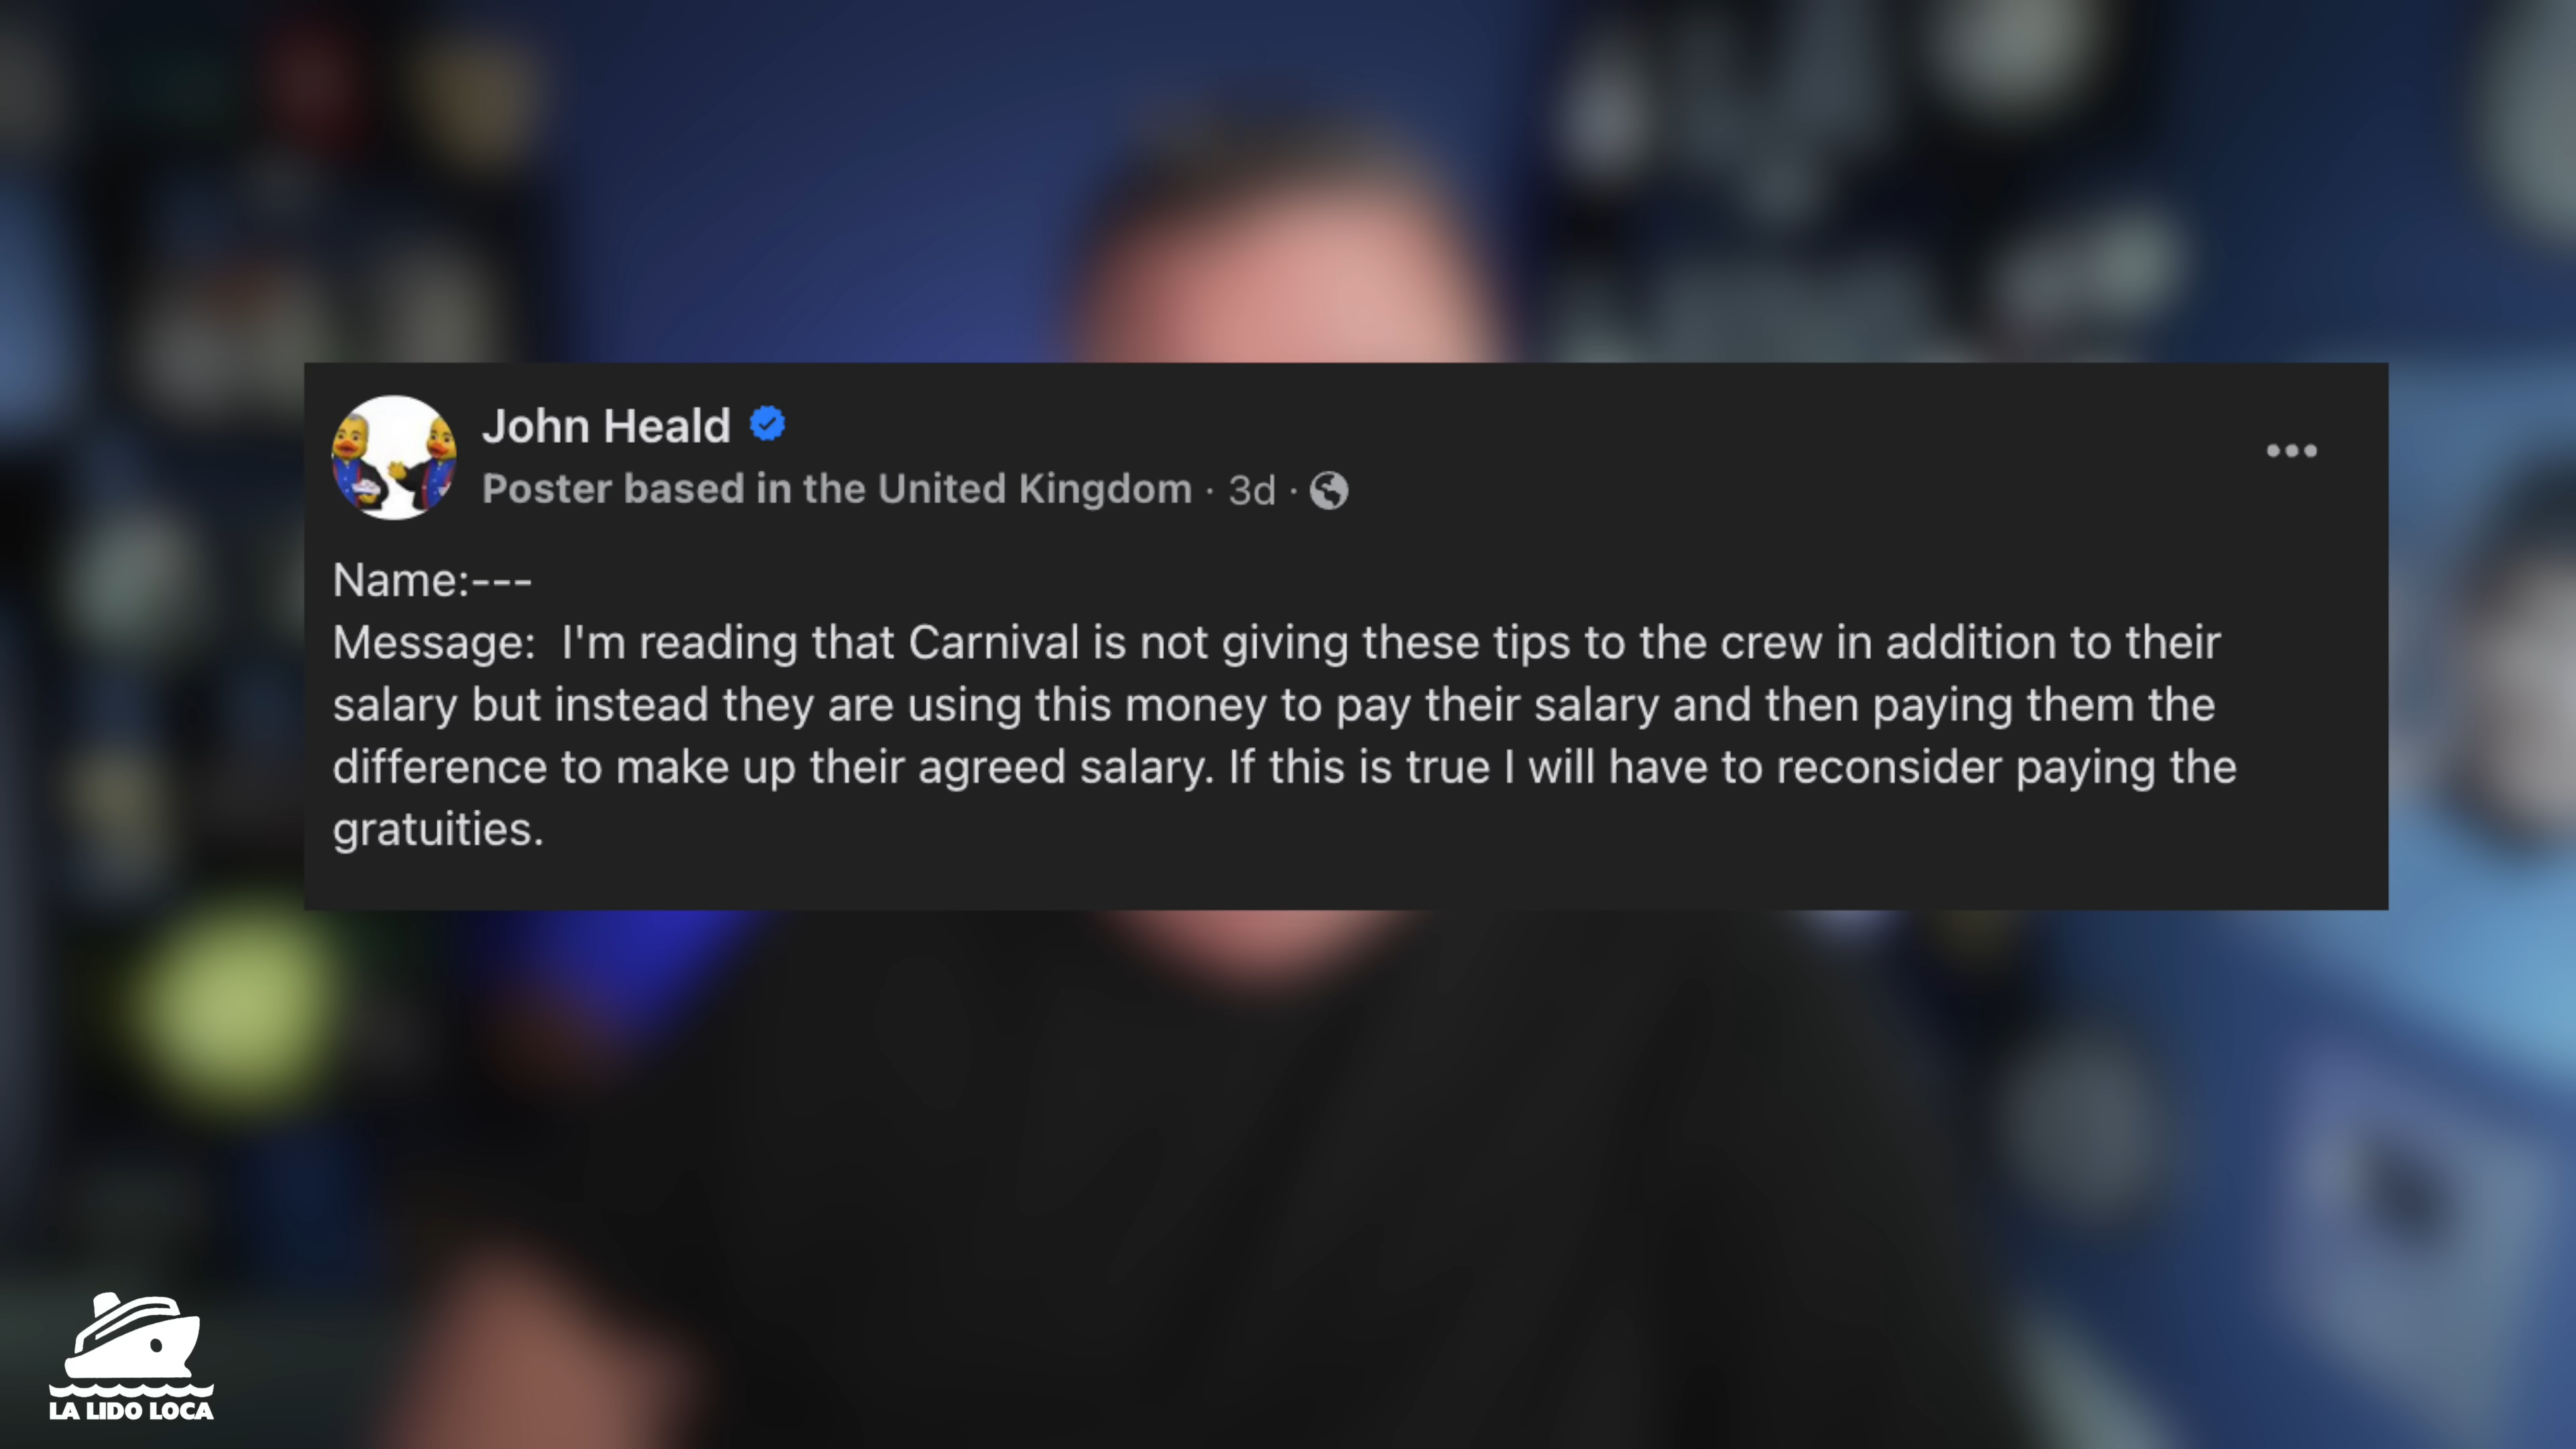 John Heald
Poster based in the United Kingdom · 3d ·
Name:---
Message:  I'm reading that Carnival is not giving these tips to the crew in addition to their
salary but instead they are using this money to pay their salary and then paying them the
difference to make up their agreed salary. If this is true I will have to reconsider paying the
gratuities.
LA LIDO LOCA